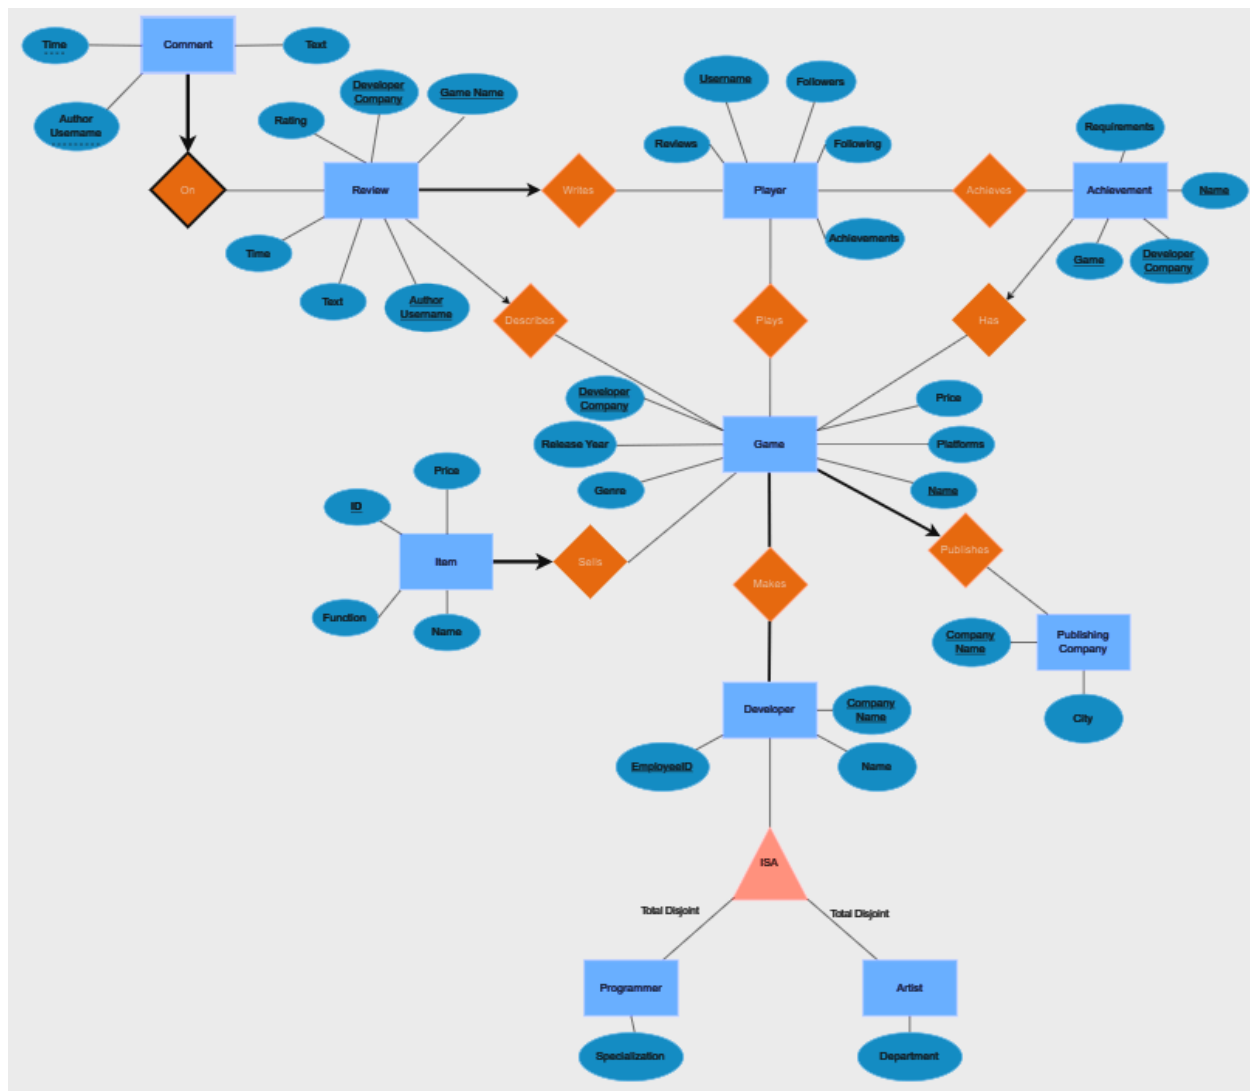 Time
Comment
Text
Author
Username
On
Rating
Developer
Company
Game Name
Review
Time
Text
Author
Username
Writes
Describes
Username
Followers
Reviews
Following
Player
Achievements
Plays
Achieves
Requirements
Achievement
Name
Game
Developer
Company
Has
Developer
Company
Release Year
Genre
Game
Price
Platforms
Name
Price
ID
Item
Function
Name
Sells
Makes
Publishes
Company
Name
Publishing
Company
City
Developer
Company
Name
EmployeeID
Name
ISA
Total Disjoint
Total Disjoint
Programmer
Artist
Specialization
Department